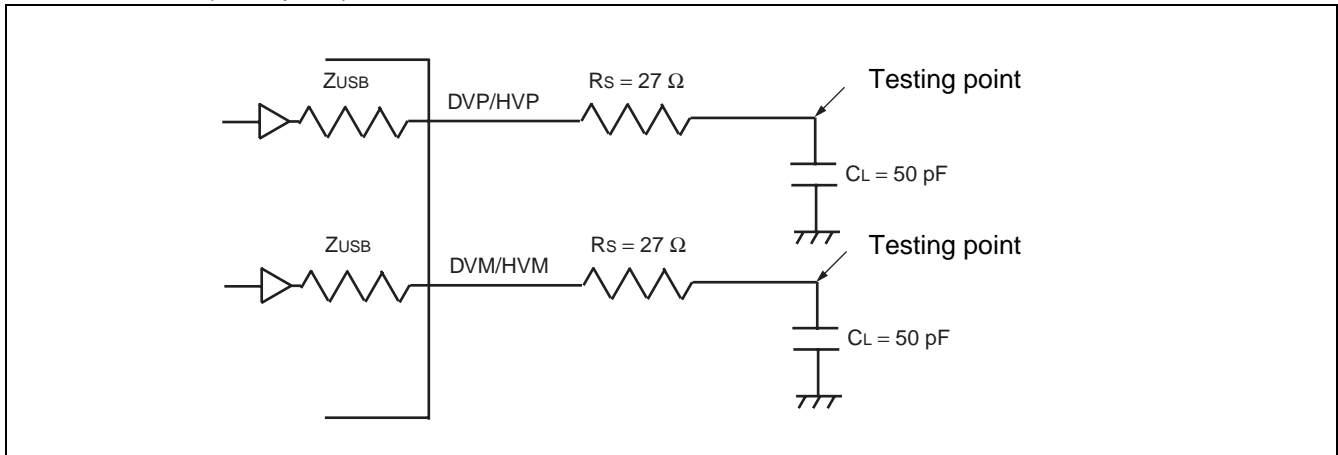 ZUSB
DVP/HVP
RS = 27 Ω
Testing point
CL = 50 pF
ZUSB
DVM/HVM
RS = 27 Ω
Testing point
CL = 50 pF